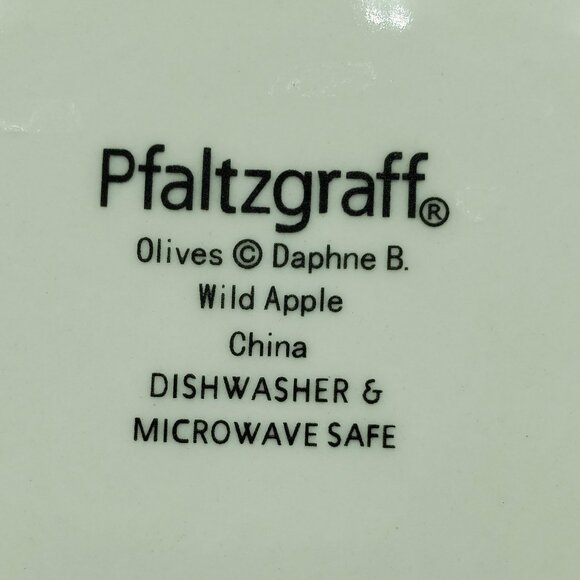 Pfaltzgraff®
Olives © Daphne B.
Wild Apple
China
DISHWASHER &
MICROWAVE SAFE